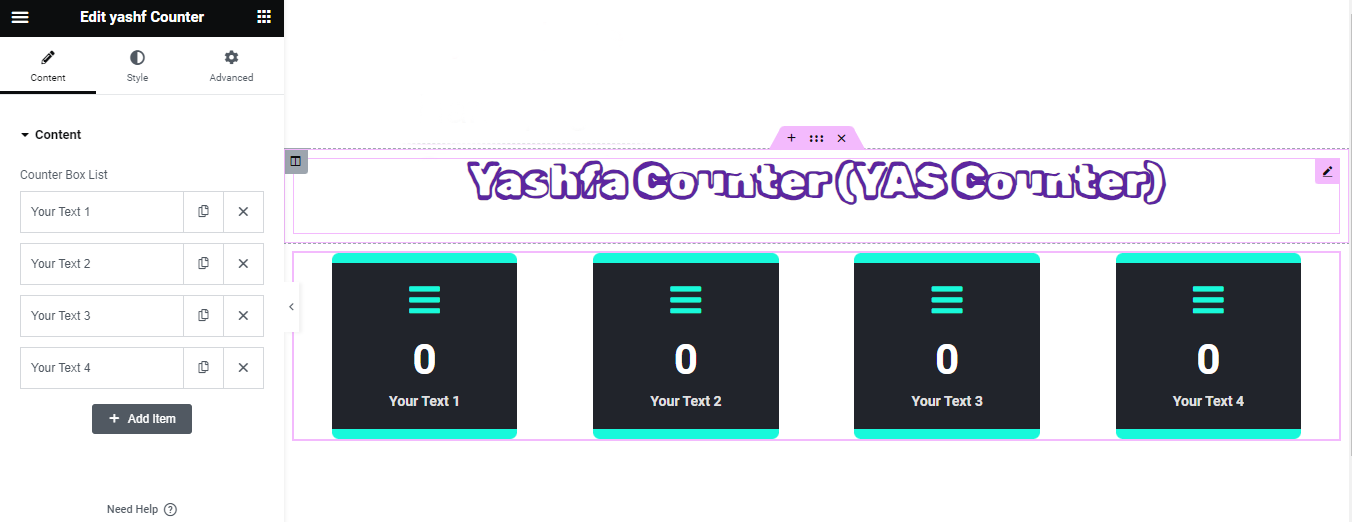 Edit yashf Counter
Content
Style
Advanced
Content
Counter Box List
Your Text 1
Your Text 2
Your Text 3
Your Text 4
Add Item
Need Help
Yashfa Counter (YAS Counter)
0
Your Text 1
0
Your Text 2
0
Your Text 3
0
Your Text 4